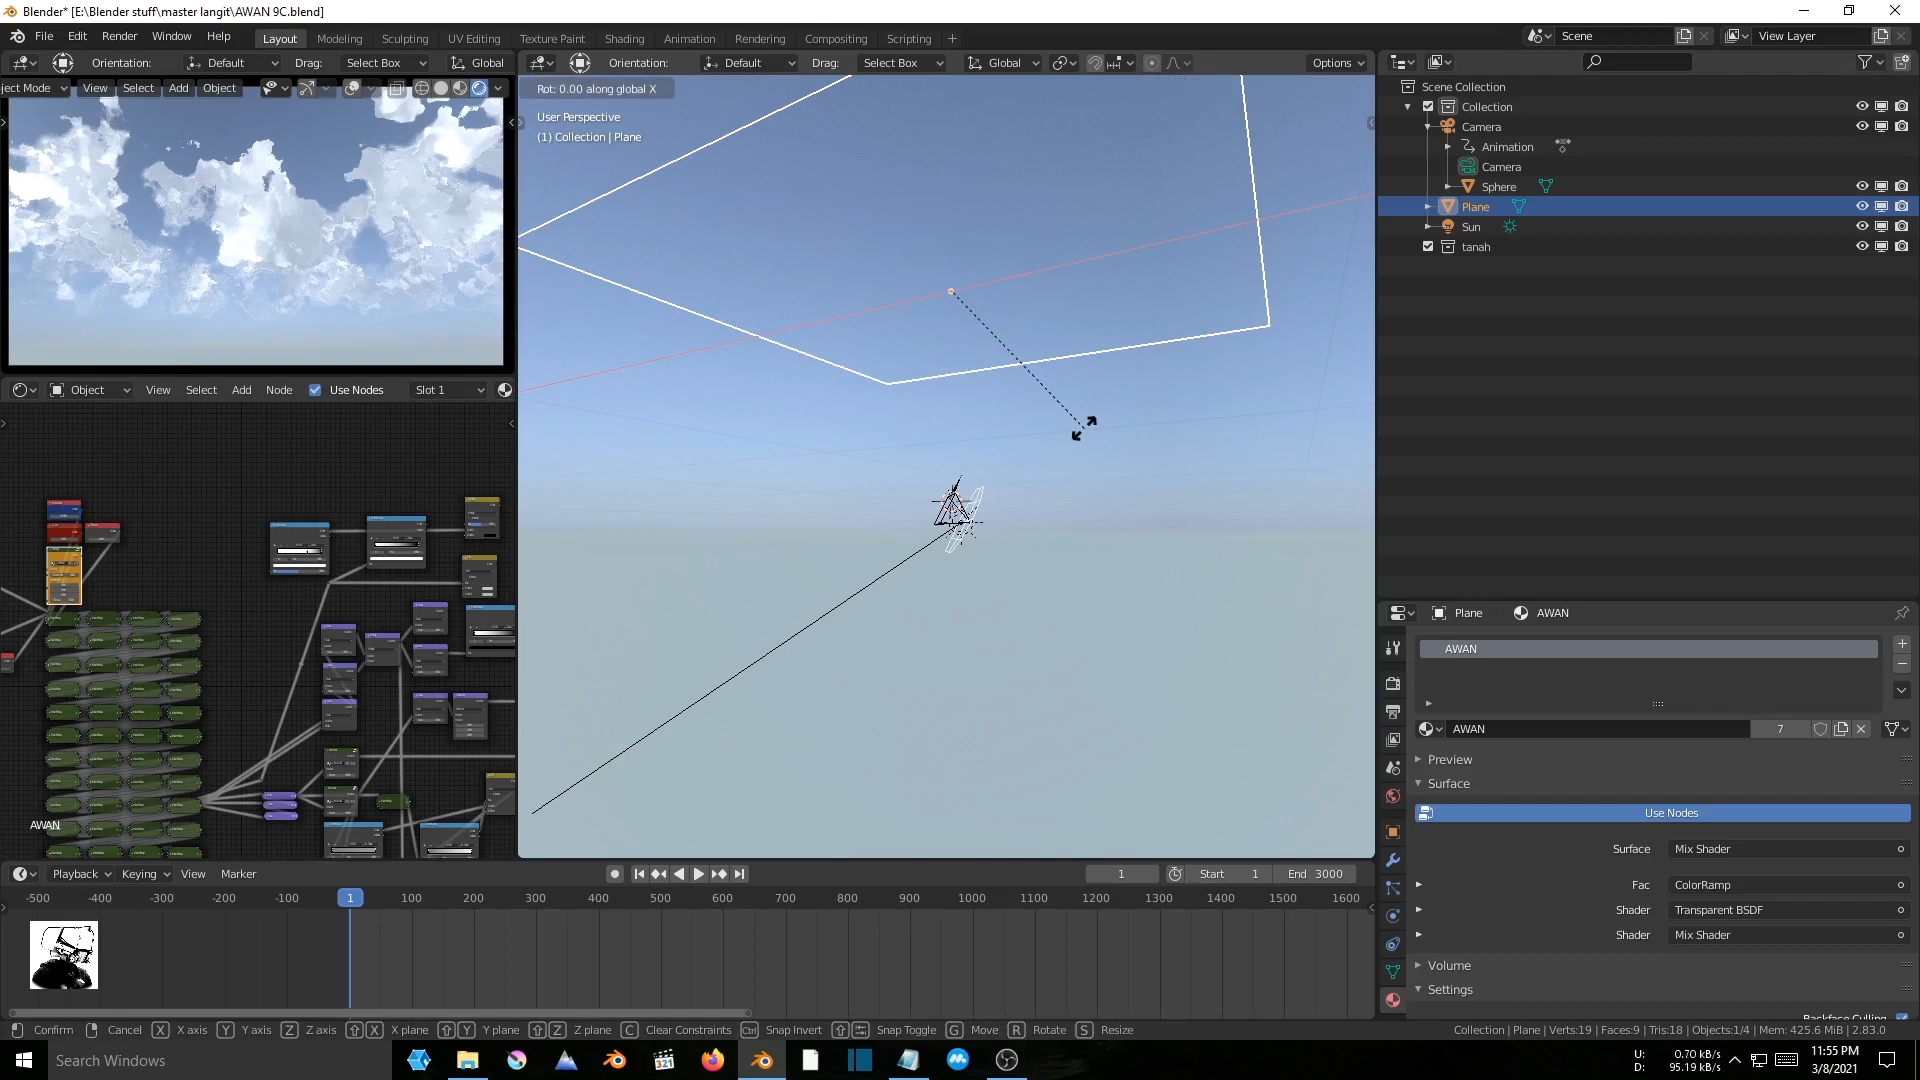 Blender* [E:\Blender stuff\master langit\AWAN 9C.blend]
File Edit Render Window Help
Layout Modeling Sculpting UV Editing Texture Paint Shading Animation Rendering Compositing Scripting
Scene View Layer
Orientation: Default Drag: Select Box Global
Orientation: Default Drag: Select Box Global Options
ject Mode View Select Add Object
Rot: 0.00 along global X
User Perspective
(1) Collection | Plane
Scene Collection
Collection
Camera
Animation
Camera
Sphere
Plane
Sun
tanah
Object View Select Add Node Use Nodes Slot 1
AWAN
Plane AWAN
AWAN
AWAN 7
Preview
Surface
Use Nodes
Surface Mix Shader
Fac ColorRamp
Shader Transparent BSDF
Shader Mix Shader
Volume
Settings
Backface Culling
Playback Keying View Marker 1 Start 1 End 3000
-500 -400 -300 -200 -100 1 100 200 300 400 500 600 700 800 900 1000 1100 1200 1300 1400 1500 1600
Confirm Cancel X X axis Y Y axis Z Z axis X X plane Y Y plane Z Z plane C Clear Constraints Ctrl Snap Invert Snap Toggle G Move R Rotate S Resize
Collection | Plane | Verts:19 | Faces:9 | Tris:18 | Objects:1/4 | Mem: 425.6 MiB | 2.83.0
Search Windows
321
U: 0.70 kB/s
D: 95.19 kB/s
11:55 PM
3/8/2021